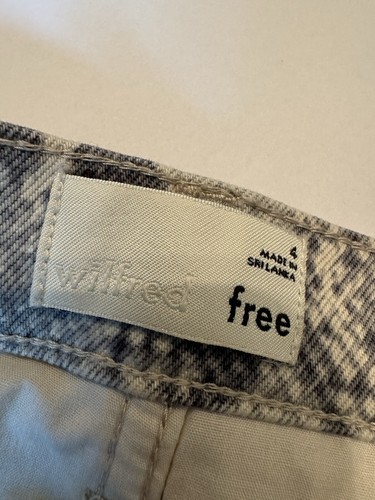 4
MADE IN
SRI LANKA
wilfred
free